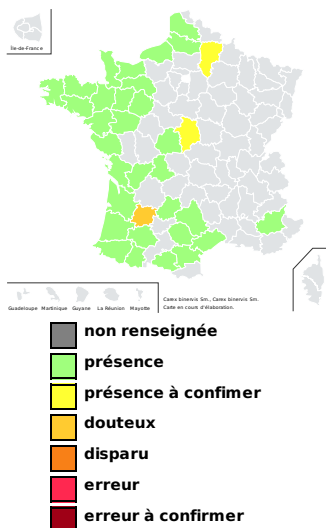 Île-de-France
Guadeloupe Martinique Guyane La Réunion Mayotte
Carex binervis Sm., Carex binervis Sm.
Carte en cours d'élaboration.
non renseignée
présence
présence à confimer
douteux
disparu
erreur
erreur à confirmer